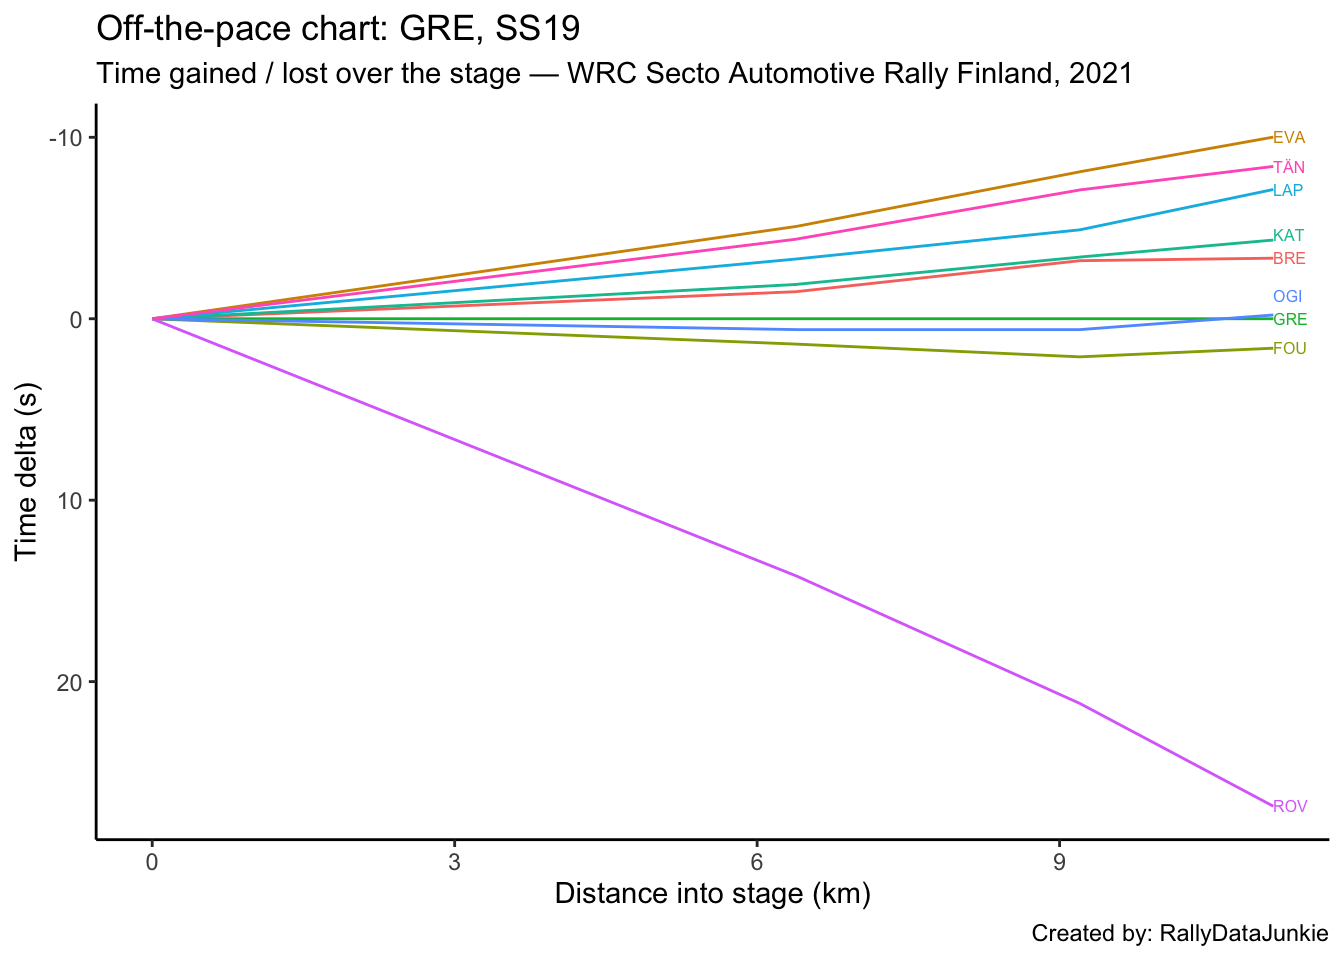 Off-the-pace chart: GRE, SS19
Time gained / lost over the stage — WRC Secto Automotive Rally Finland, 2021
Time delta (s)
-10
0
10
20
EVA
TÄN
LAP
KAT
BRE
OGI
GRE
FOU
ROV
0 3 6 9
Distance into stage (km)
Created by: RallyDataJunkie